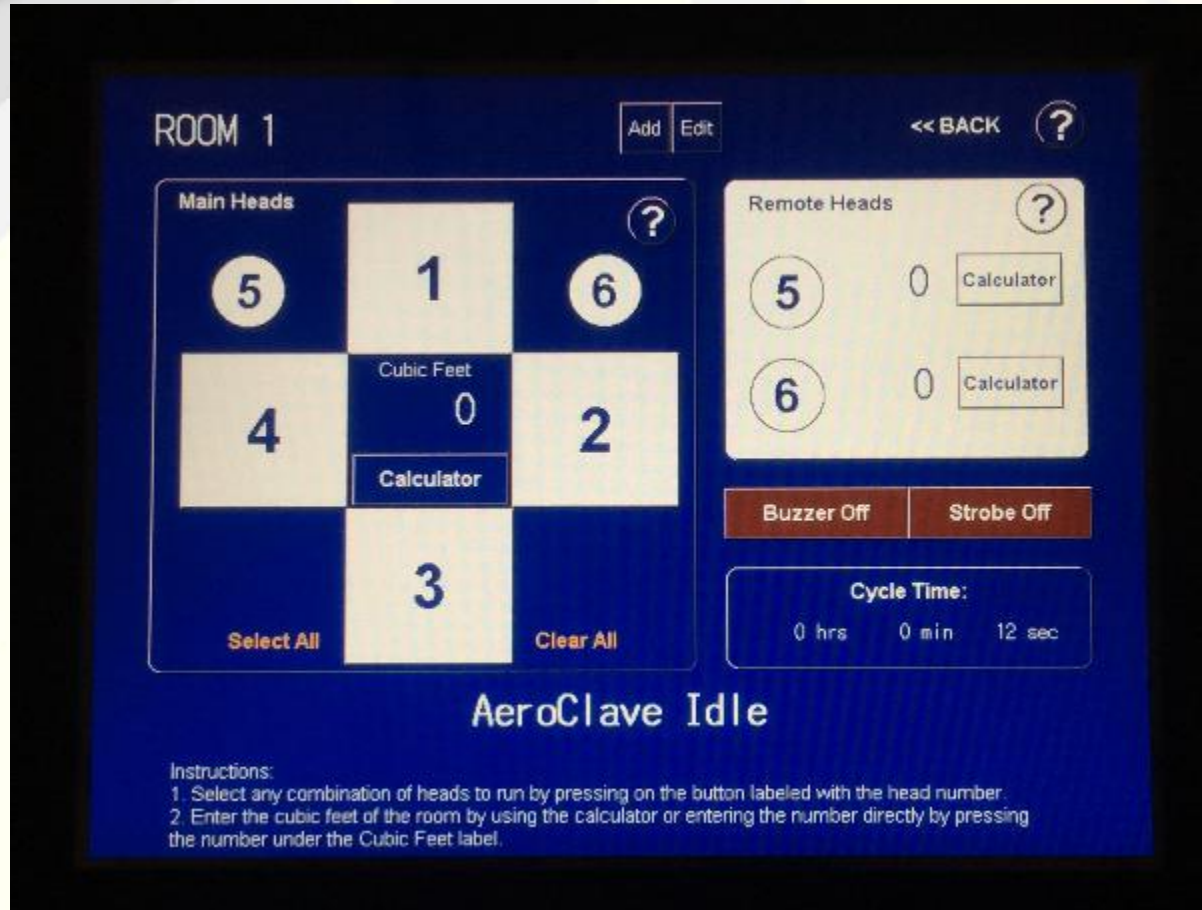 ROOM 1
Add Edit
<< BACK ?
Main Heads
?
5
1
6
4
Cubic Feet
0
Calculator
2
3
Select All
Clear All
Remote Heads
?
5 0 Calculator
6 0 Calculator
Buzzer Off Strobe Off
Cycle Time:
0 hrs 0 min 12 sec
AeroClave Idle
Instructions:
1. Select any combination of heads to run by pressing on the button labeled with the head number.
2. Enter the cubic feet of the room by using the calculator or entering the number directly by pressing
the number under the Cubic Feet label.